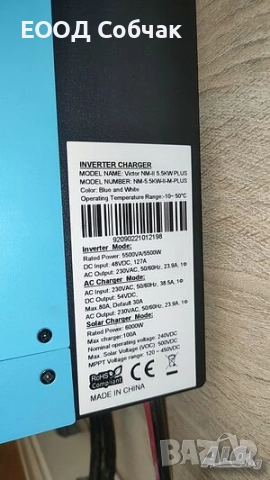 ЕООД Собчак
INVERTER CHARGER
MODEL NAME: Victor NM-II 5.5KW PLUS
MODEL NUMBER: NM-5.5KW-II-M-PLUS
Color: Blue and White
Operating Temperature Range:-10~ 50°C
92090221012198
Inverter Mode:
Rated Power: 5500VA/5500W
DC Input: 48VDC, 127A
AC Output: 230VAC, 50/60Hz, 23.9A, 1Φ
AC Charger Mode:
AC Input: 230VAC, 50/60Hz, 38.5A, 1Φ
DC Output: 54VDC,
Max.80A, Default 30A
AC Output: 230VAC, 50/60Hz, 23.9A, 1Φ
Solar Charger Mode:
Rated Power: 6000W
Max charger: 100A
Nominal operating voltage: 240VDC
Max. Solar Voltage (VOC): 500VDC
MPPT Voltage range: 120 ~ 450VDC
RoHS
Compliant
CE
MADE IN CHINA
BAZAR